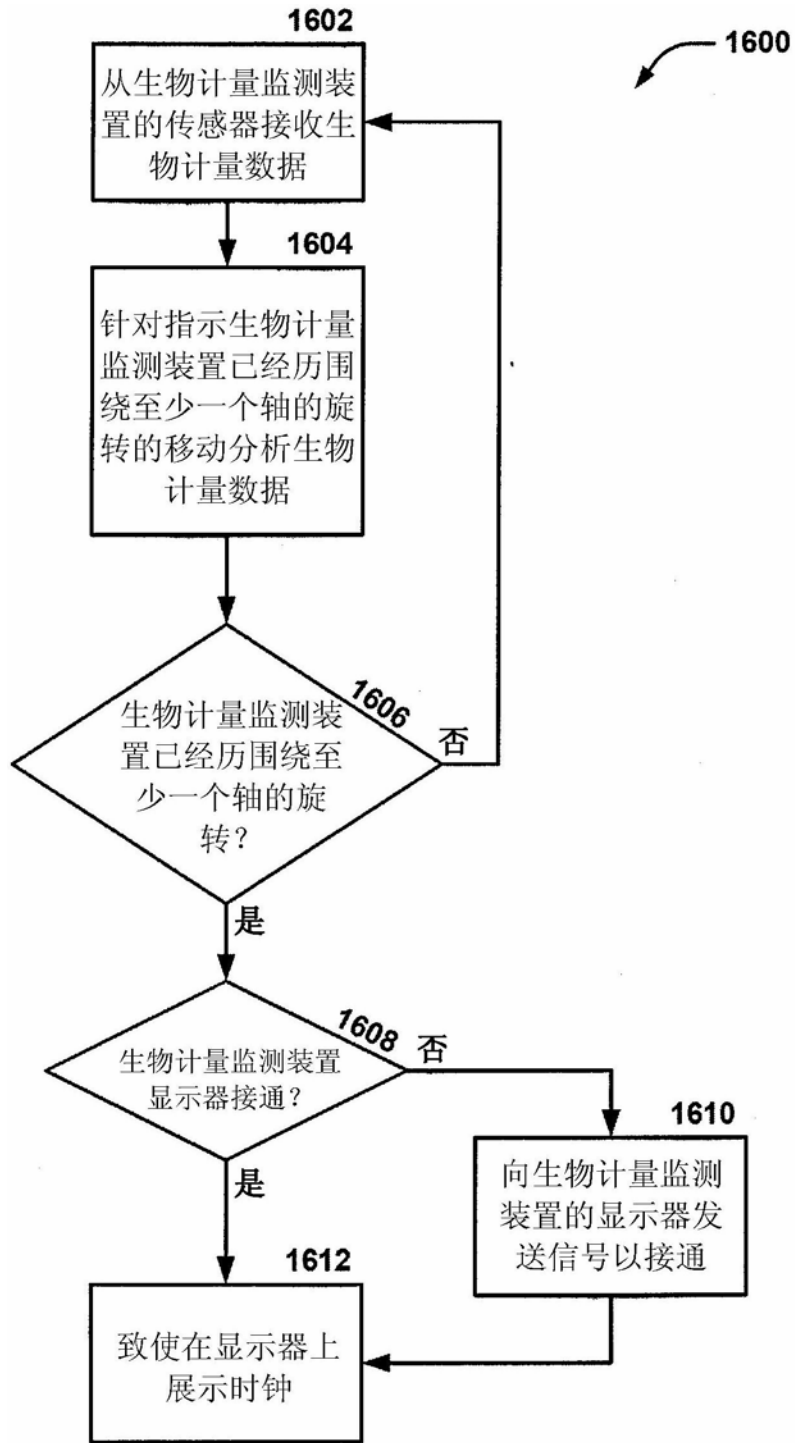 1602
1600
从生物计量监测装
置的传感器接收生
物计量数据
1604
针对指示生物计量
监测装置已经历围
绕至少一个轴的旋
转的移动分析生物
计量数据
1606
生物计量监测装
置已经历围绕至
少一个轴的旋
转？
否
是
1608
生物计量监测装置
显示器接通？
否
1610
向生物计量监测
装置的显示器发
送信号以接通
是
1612
致使在显示器上
展示时钟